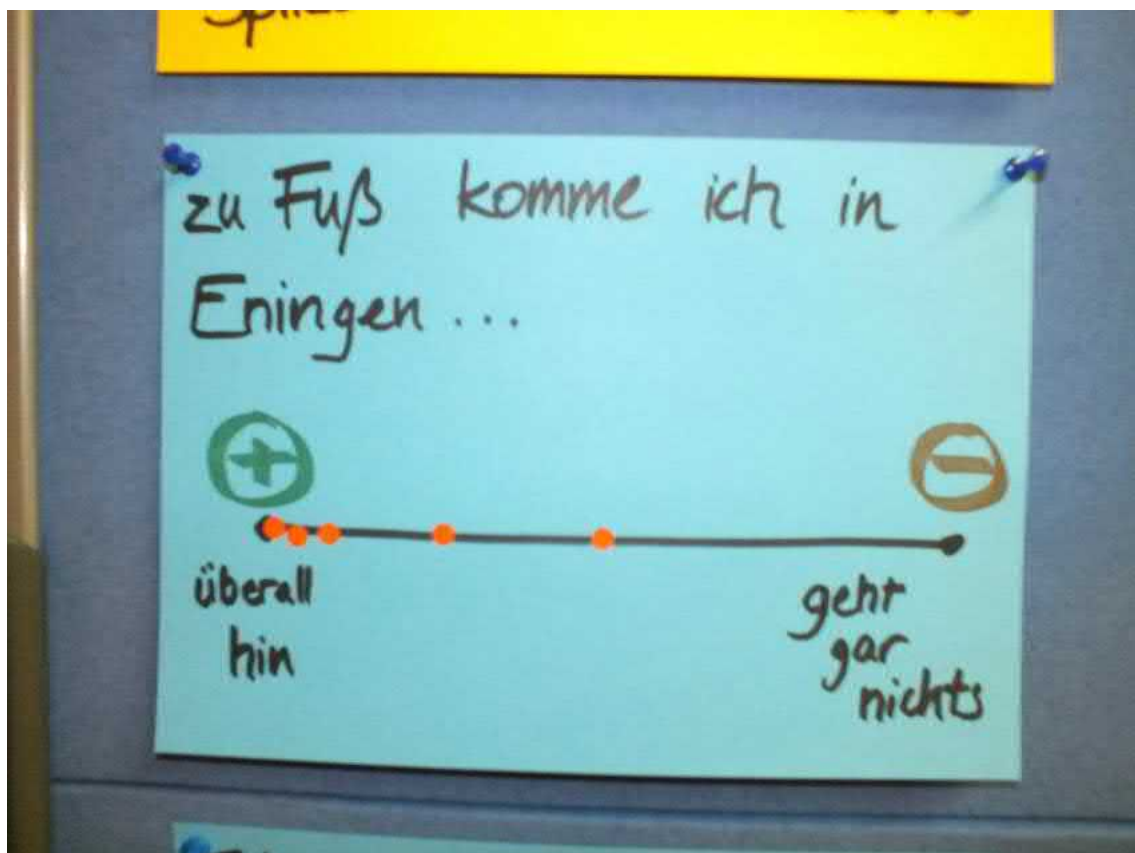 zu Fuß komme ich in
Eningen ...
+
-
überall
hin
geht
gar
nichts